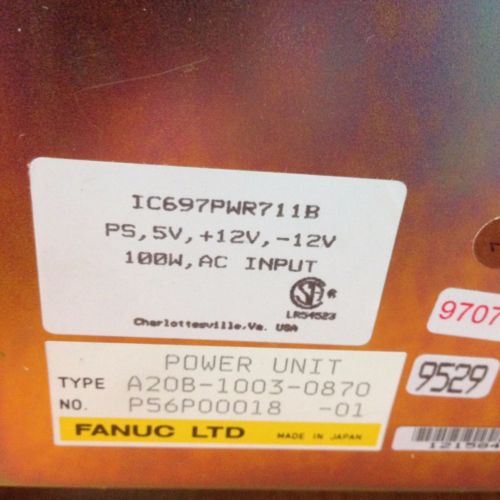 IC697PWR711B
PS,5V,+12V,-12V
100W,AC INPUT
SA ®
LR54523
Charlottesville.Va. USA
9707
POWER UNIT
TYPE A20B-1003-0870
NO. P56P00018 -01
FANUC LTD MADE IN JAPAN
9529